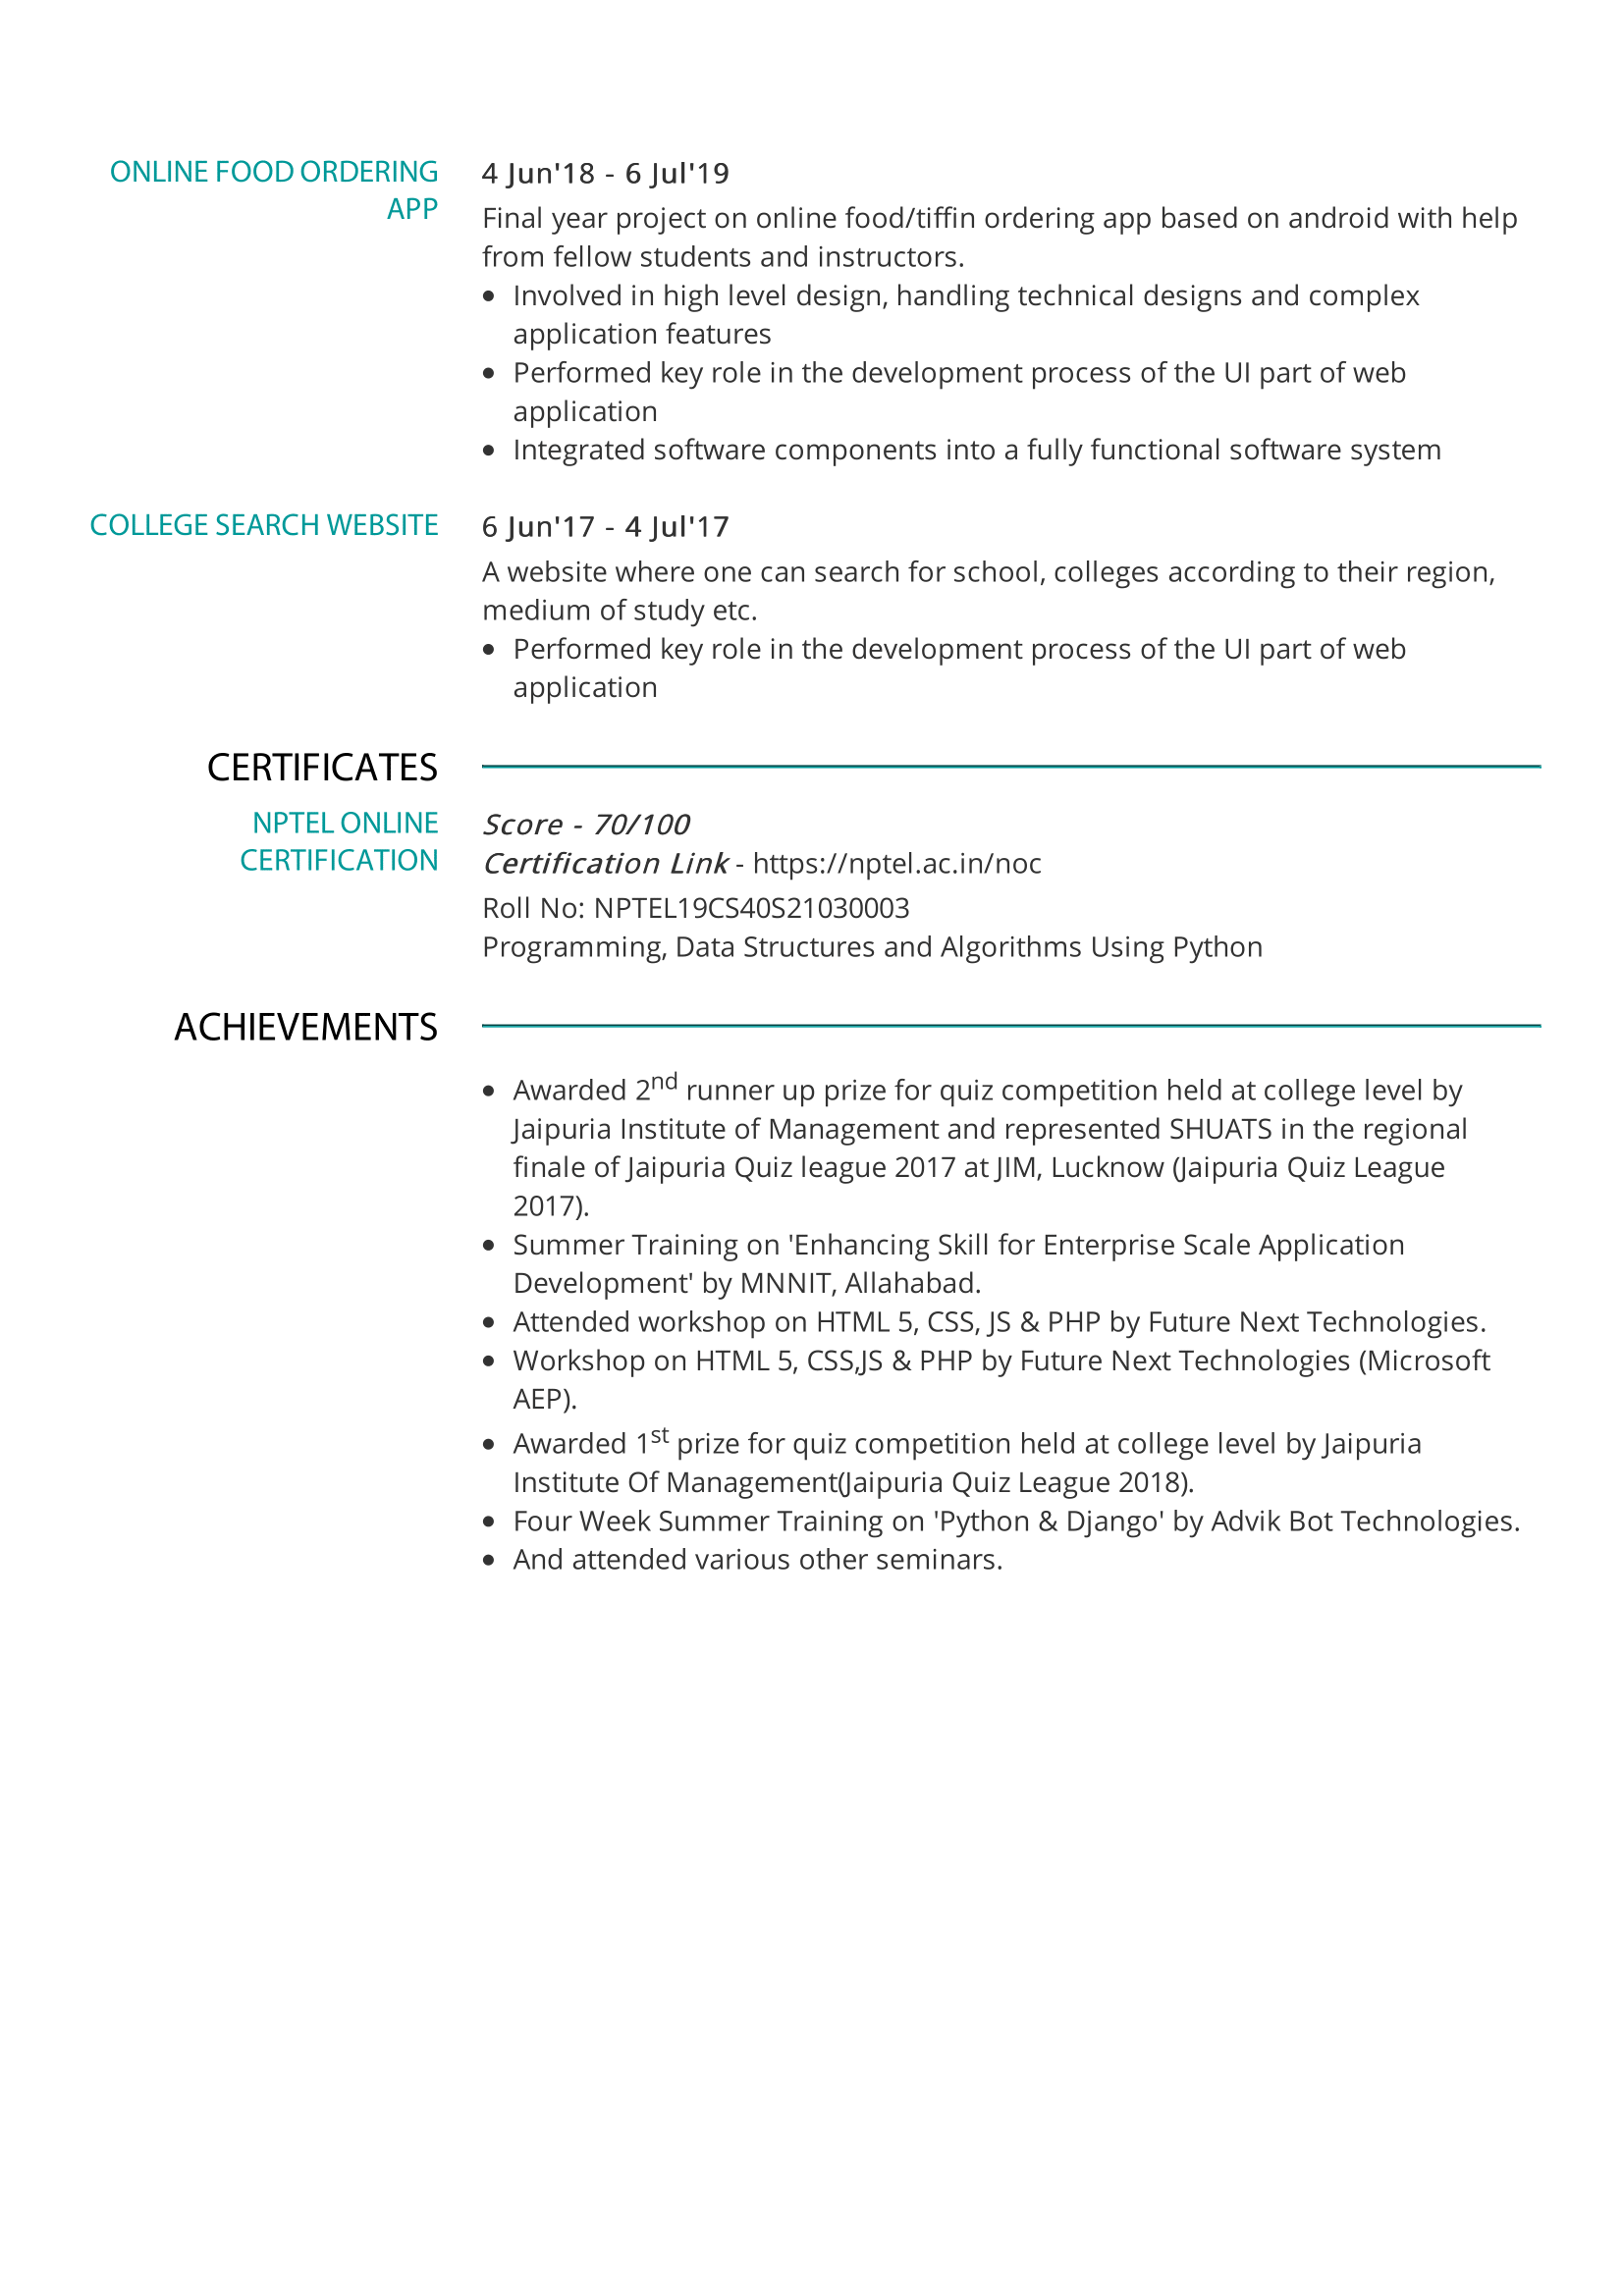 ONLINE FOOD ORDERING
APP
4 Jun'18 - 6 Jul'19
Final year project on online food/tiffin ordering app based on android with help
from fellow students and instructors.
• Involved in high level design, handling technical designs and complex
application features
• Performed key role in the development process of the UI part of web
application
• Integrated software components into a fully functional software system
COLLEGE SEARCH WEBSITE
6 Jun'17 - 4 Jul'17
A website where one can search for school, colleges according to their region,
medium of study etc.
• Performed key role in the development process of the UI part of web
application
CERTIFICATES
NPTEL ONLINE
CERTIFICATION
Score - 70/100
Certification Link - https://nptel.ac.in/noc
Roll No: NPTEL19CS40S21030003
Programming, Data Structures and Algorithms Using Python
ACHIEVEMENTS
• Awarded 2nd runner up prize for quiz competition held at college level by
Jaipuria Institute of Management and represented SHUATS in the regional
finale of Jaipuria Quiz league 2017 at JIM, Lucknow (Jaipuria Quiz League
2017).
• Summer Training on 'Enhancing Skill for Enterprise Scale Application
Development' by MNNIT, Allahabad.
• Attended workshop on HTML 5, CSS, JS & PHP by Future Next Technologies.
• Workshop on HTML 5, CSS,JS & PHP by Future Next Technologies (Microsoft
AEP).
• Awarded 1st prize for quiz competition held at college level by Jaipuria
Institute Of Management(Jaipuria Quiz League 2018).
• Four Week Summer Training on 'Python & Django' by Advik Bot Technologies.
• And attended various other seminars.